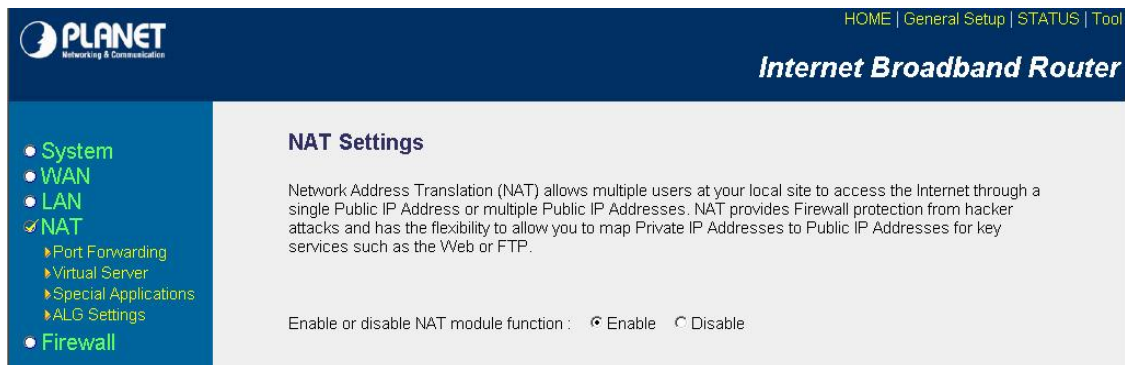 PLANET
Networking & Communication
HOME | General Setup | STATUS | Tool
Internet Broadband Router
System
WAN
LAN
NAT
Port Forwarding
Virtual Server
Special Applications
ALG Settings
Firewall
NAT Settings
Network Address Translation (NAT) allows multiple users at your local site to access the Internet through a
single Public IP Address or multiple Public IP Addresses. NAT provides Firewall protection from hacker
attacks and has the flexibility to allow you to map Private IP Addresses to Public IP Addresses for key
services such as the Web or FTP.
Enable or disable NAT module function : Enable Disable